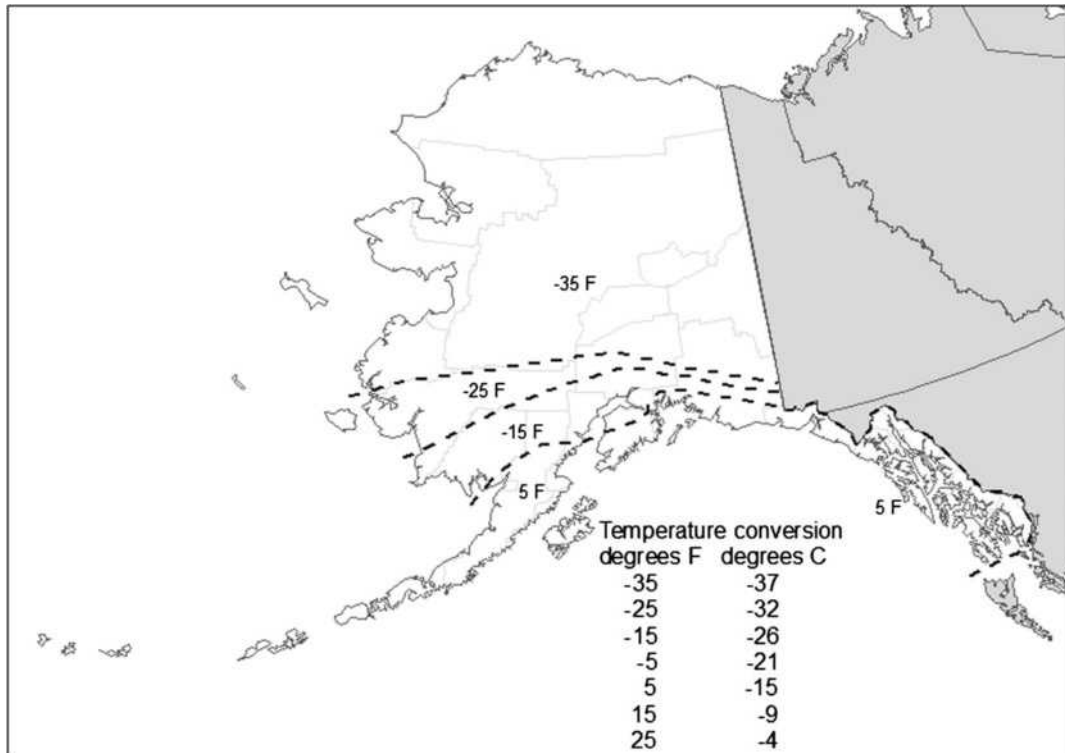 -35 F
-25 F
-15 F
5 F
5 F
Temperature conversion
degrees F degrees C
-35 -37
-25 -32
-15 -26
-5 -21
5 -15
15 -9
25 -4